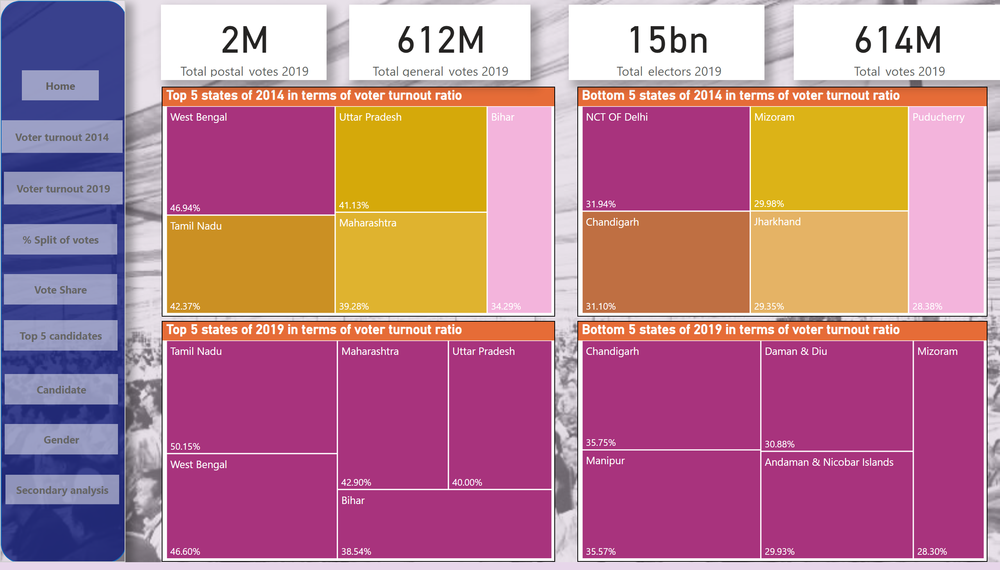 Home
Voter turnout 2014
Voter turnout 2019
% Split of votes
Vote Share
Top 5 candidates
Candidate
Gender
Secondary analysis
2M
Total postal votes 2019
612M
Total general votes 2019
15bn
Total electors 2019
614M
Total votes 2019
Top 5 states of 2014 in terms of voter turnout ratio
West Bengal
46.94%
Tamil Nadu
42.37%
Uttar Pradesh
41.13%
Maharashtra
39.28%
Bihar
34.29%
Bottom 5 states of 2014 in terms of voter turnout ratio
NCT OF Delhi
31.94%
Chandigarh
31.10%
Mizoram
29.98%
Jharkhand
29.35%
Puducherry
28.38%
Top 5 states of 2019 in terms of voter turnout ratio
Tamil Nadu
50.15%
West Bengal
46.60%
Maharashtra
42.90%
Uttar Pradesh
40.00%
Bihar
38.54%
Bottom 5 states of 2019 in terms of voter turnout ratio
Chandigarh
35.75%
Manipur
35.57%
Daman & Diu
30.88%
Andaman & Nicobar Islands
29.93%
Mizoram
28.30%